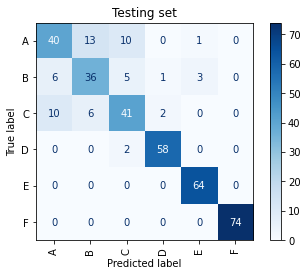 Testing set
True label
A 40 13 10 0 1 0
B 6 36 5 1 3 0
C 10 6 41 2 0 0
D 0 0 2 58 0 0
E 0 0 0 0 64 0
F 0 0 0 0 0 74
A B C D E F
Predicted label
70
60
50
40
30
20
10
0